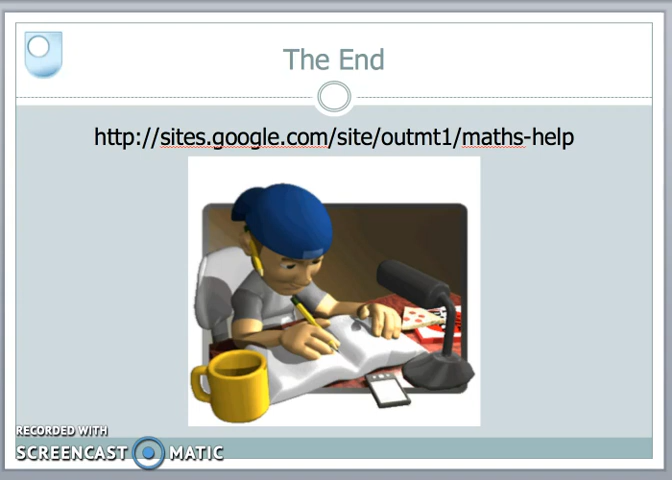 The End
http://sites.google.com/site/outmt1/maths-help
RECORDED WITH
SCREENCAST MATIC